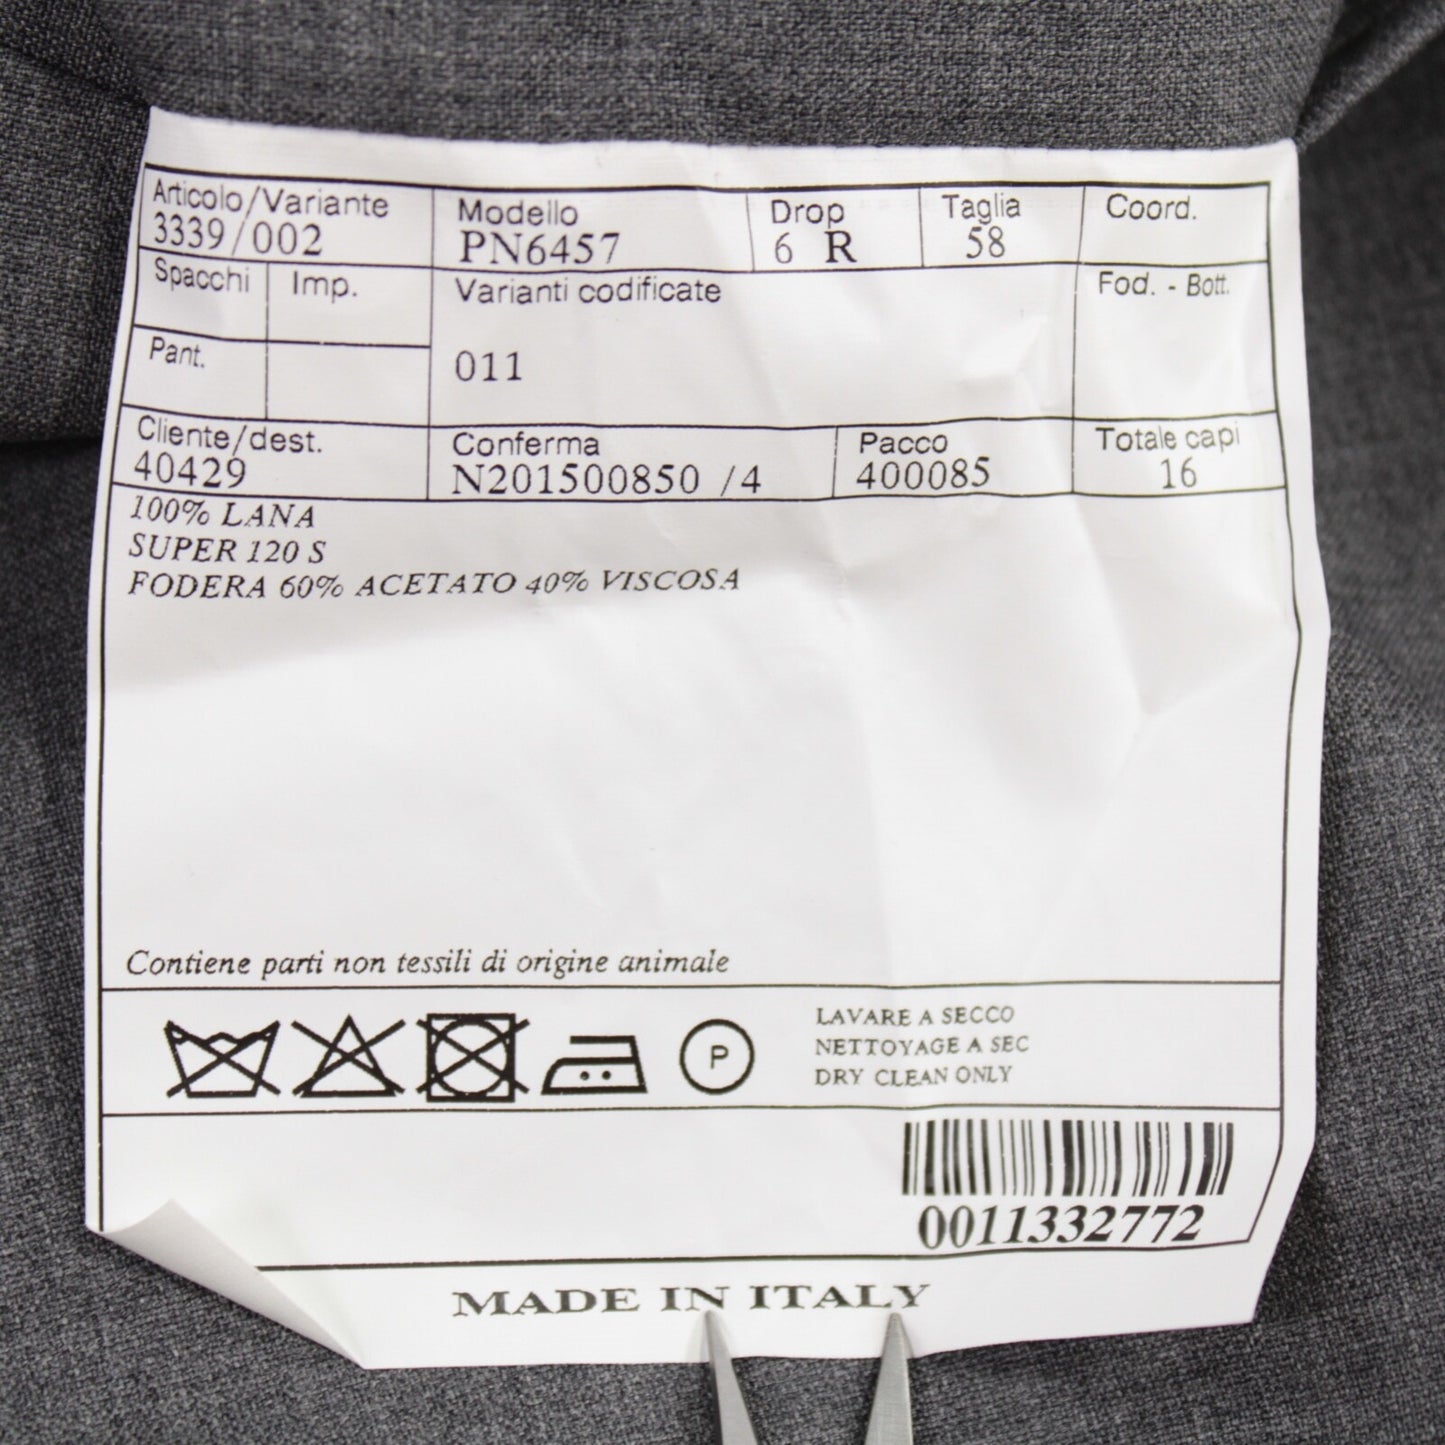 Articolo/Variante Modello Drop Taglia Coord.
3339/002 PN6457 6 R 58
Spacchi Imp. Varianti codificate Fod. - Bott.
Pant. 011
Cliente/dest. Conferma Pacco Totale capi
40429 N201500850 /4 400085 16
100% LANA
SUPER 120 S
FODERA 60% ACETATO 40% VISCOSA
Contiene parti non tessili di origine animale
P
LAVARE A SECCO
NETTOYAGE A SEC
DRY CLEAN ONLY
0011332772
MADE IN ITALY